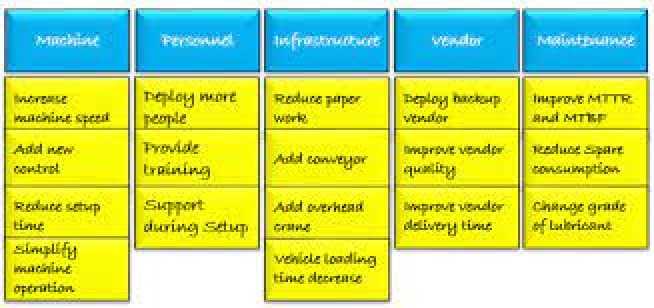 Machine
Personnel
Infrastructure
Vendor
Maintenance
Increase
machine speed
Add new
control
Reduce setup
time
Simplify
machine
operation
Deploy more
people
Provide
training
Support
during Setup
Reduce paper
work
Add conveyor
Add overhead
crane
Vehicle loading
time decrease
Deploy backup
vendor
Improve vendor
quality
Improve vendor
delivery time
Improve MTTR
and MTBF
Reduce Spare
consumption
Change grade
of lubricant